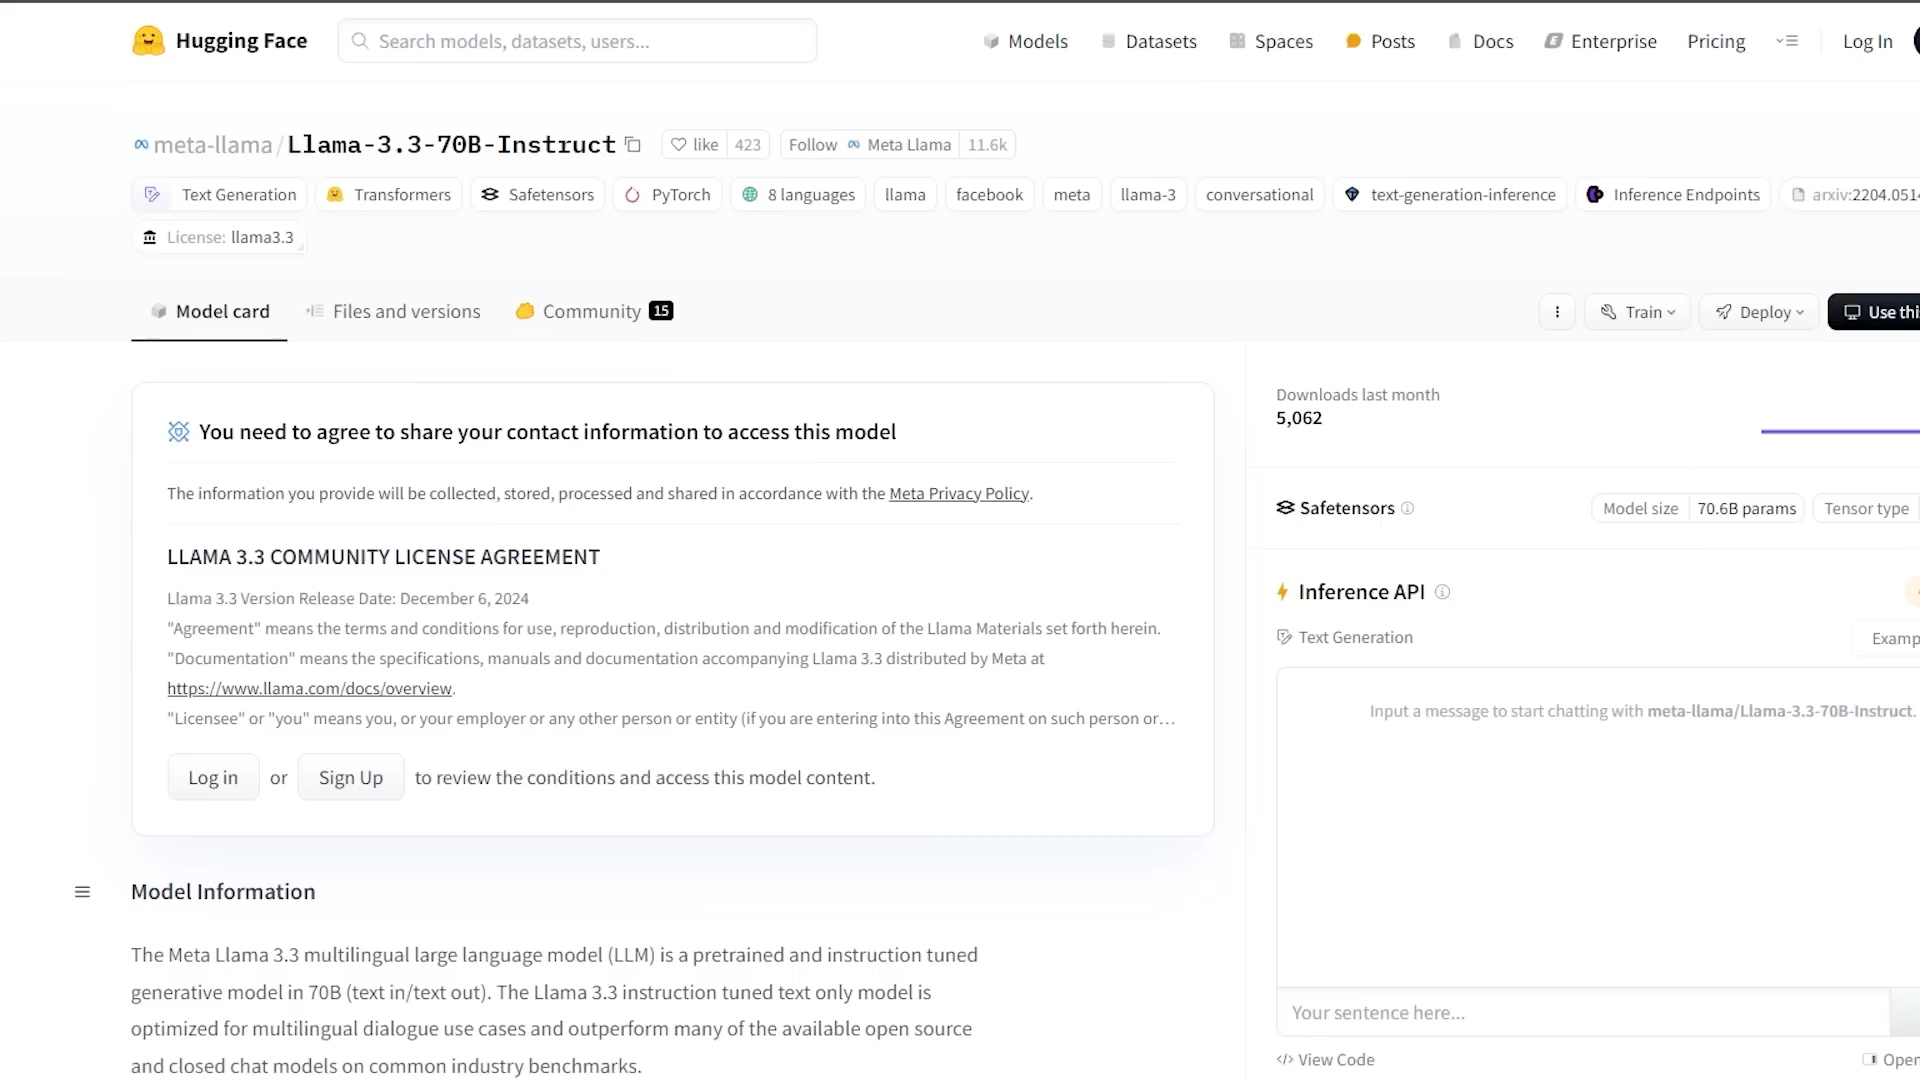 Hugging Face
Search models, datasets, users...
Models
Datasets
Spaces
Posts
Docs
Enterprise
Pricing
Log In
meta-llama/Llama-3.3-70B-Instruct
like 423
Follow Meta Llama 11.6k
Text Generation
Transformers
Safetensors
PyTorch
8 languages
llama
facebook
meta
llama-3
conversational
text-generation-inference
Inference Endpoints
arxiv:2204.051
License: llama3.3
Model card
Files and versions
Community 15
Train
Deploy
Use this
You need to agree to share your contact information to access this model
The information you provide will be collected, stored, processed and shared in accordance with the Meta Privacy Policy.
LLAMA 3.3 COMMUNITY LICENSE AGREEMENT
Llama 3.3 Version Release Date: December 6, 2024
"Agreement" means the terms and conditions for use, reproduction, distribution and modification of the Llama Materials set forth herein.
"Documentation" means the specifications, manuals and documentation accompanying Llama 3.3 distributed by Meta at
https://www.llama.com/docs/overview.
"Licensee" or "you" means you, or your employer or any other person or entity (if you are entering into this Agreement on such person or…
Log in or Sign Up to review the conditions and access this model content.
Model Information
The Meta Llama 3.3 multilingual large language model (LLM) is a pretrained and instruction tuned
generative model in 70B (text in/text out). The Llama 3.3 instruction tuned text only model is
optimized for multilingual dialogue use cases and outperform many of the available open source
and closed chat models on common industry benchmarks.
Downloads last month
5,062
Safetensors
Model size 70.6B params
Tensor type
Inference API
Text Generation
Examp
Input a message to start chatting with meta-llama/Llama-3.3-70B-Instruct.
Your sentence here...
View Code
Open